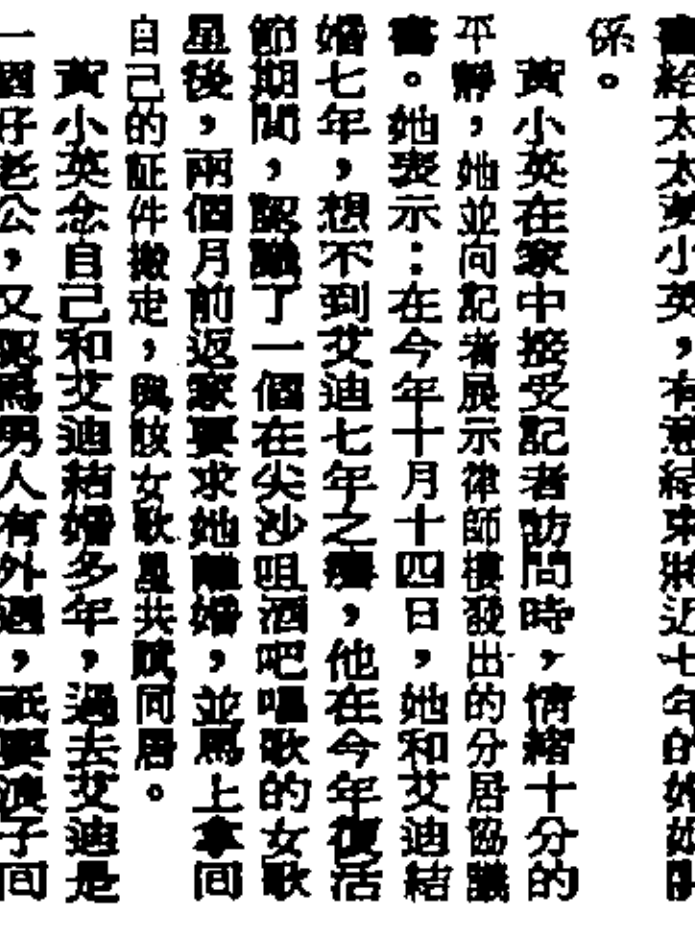 書給太太黃小英，有意結束將近七年的婚姻關
係。
黃小英在家中接受記者訪問時，情緒十分的
平靜，她並向記者展示律師樓發出的分居協議
書。她表示：在今年十月十四日，她和艾迪結
婚七年，想不到艾迪七年之癢，他在今年復活
節期間，認識了一個在尖沙咀酒吧唱歌的女歌
星後，兩個月前返家要求她離婚，並馬上拿回
自己的証件搬走，與該女歌星共賦同居。
黃小英念自己和艾迪結婚多年，過去艾迪是
一個好老公，又認爲男人有外遇，祇要浪子回